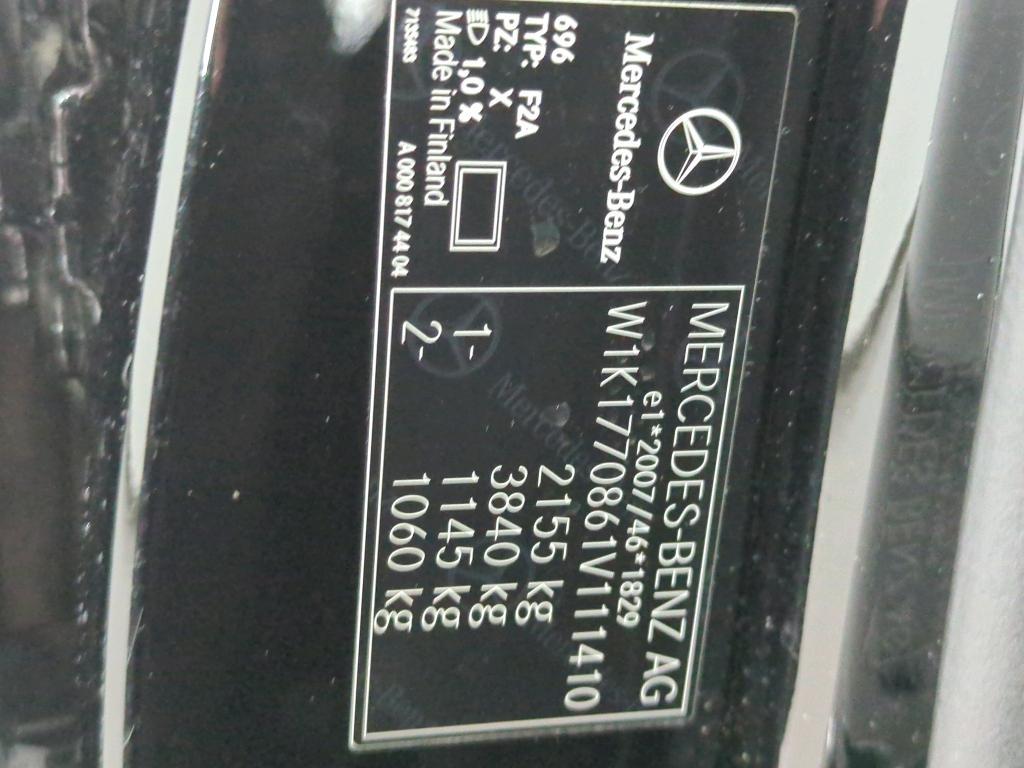 Mercedes-Benz
696
TYP: F2A
PZ: X
1,0 %
Made in Finland
7135483 A 000 817 44 04
MERCEDES-BENZ AG
e1*2007/46*1829
W1K1770861V111410
2155 kg
3840 kg
1- 1145 kg
2- 1060 kg